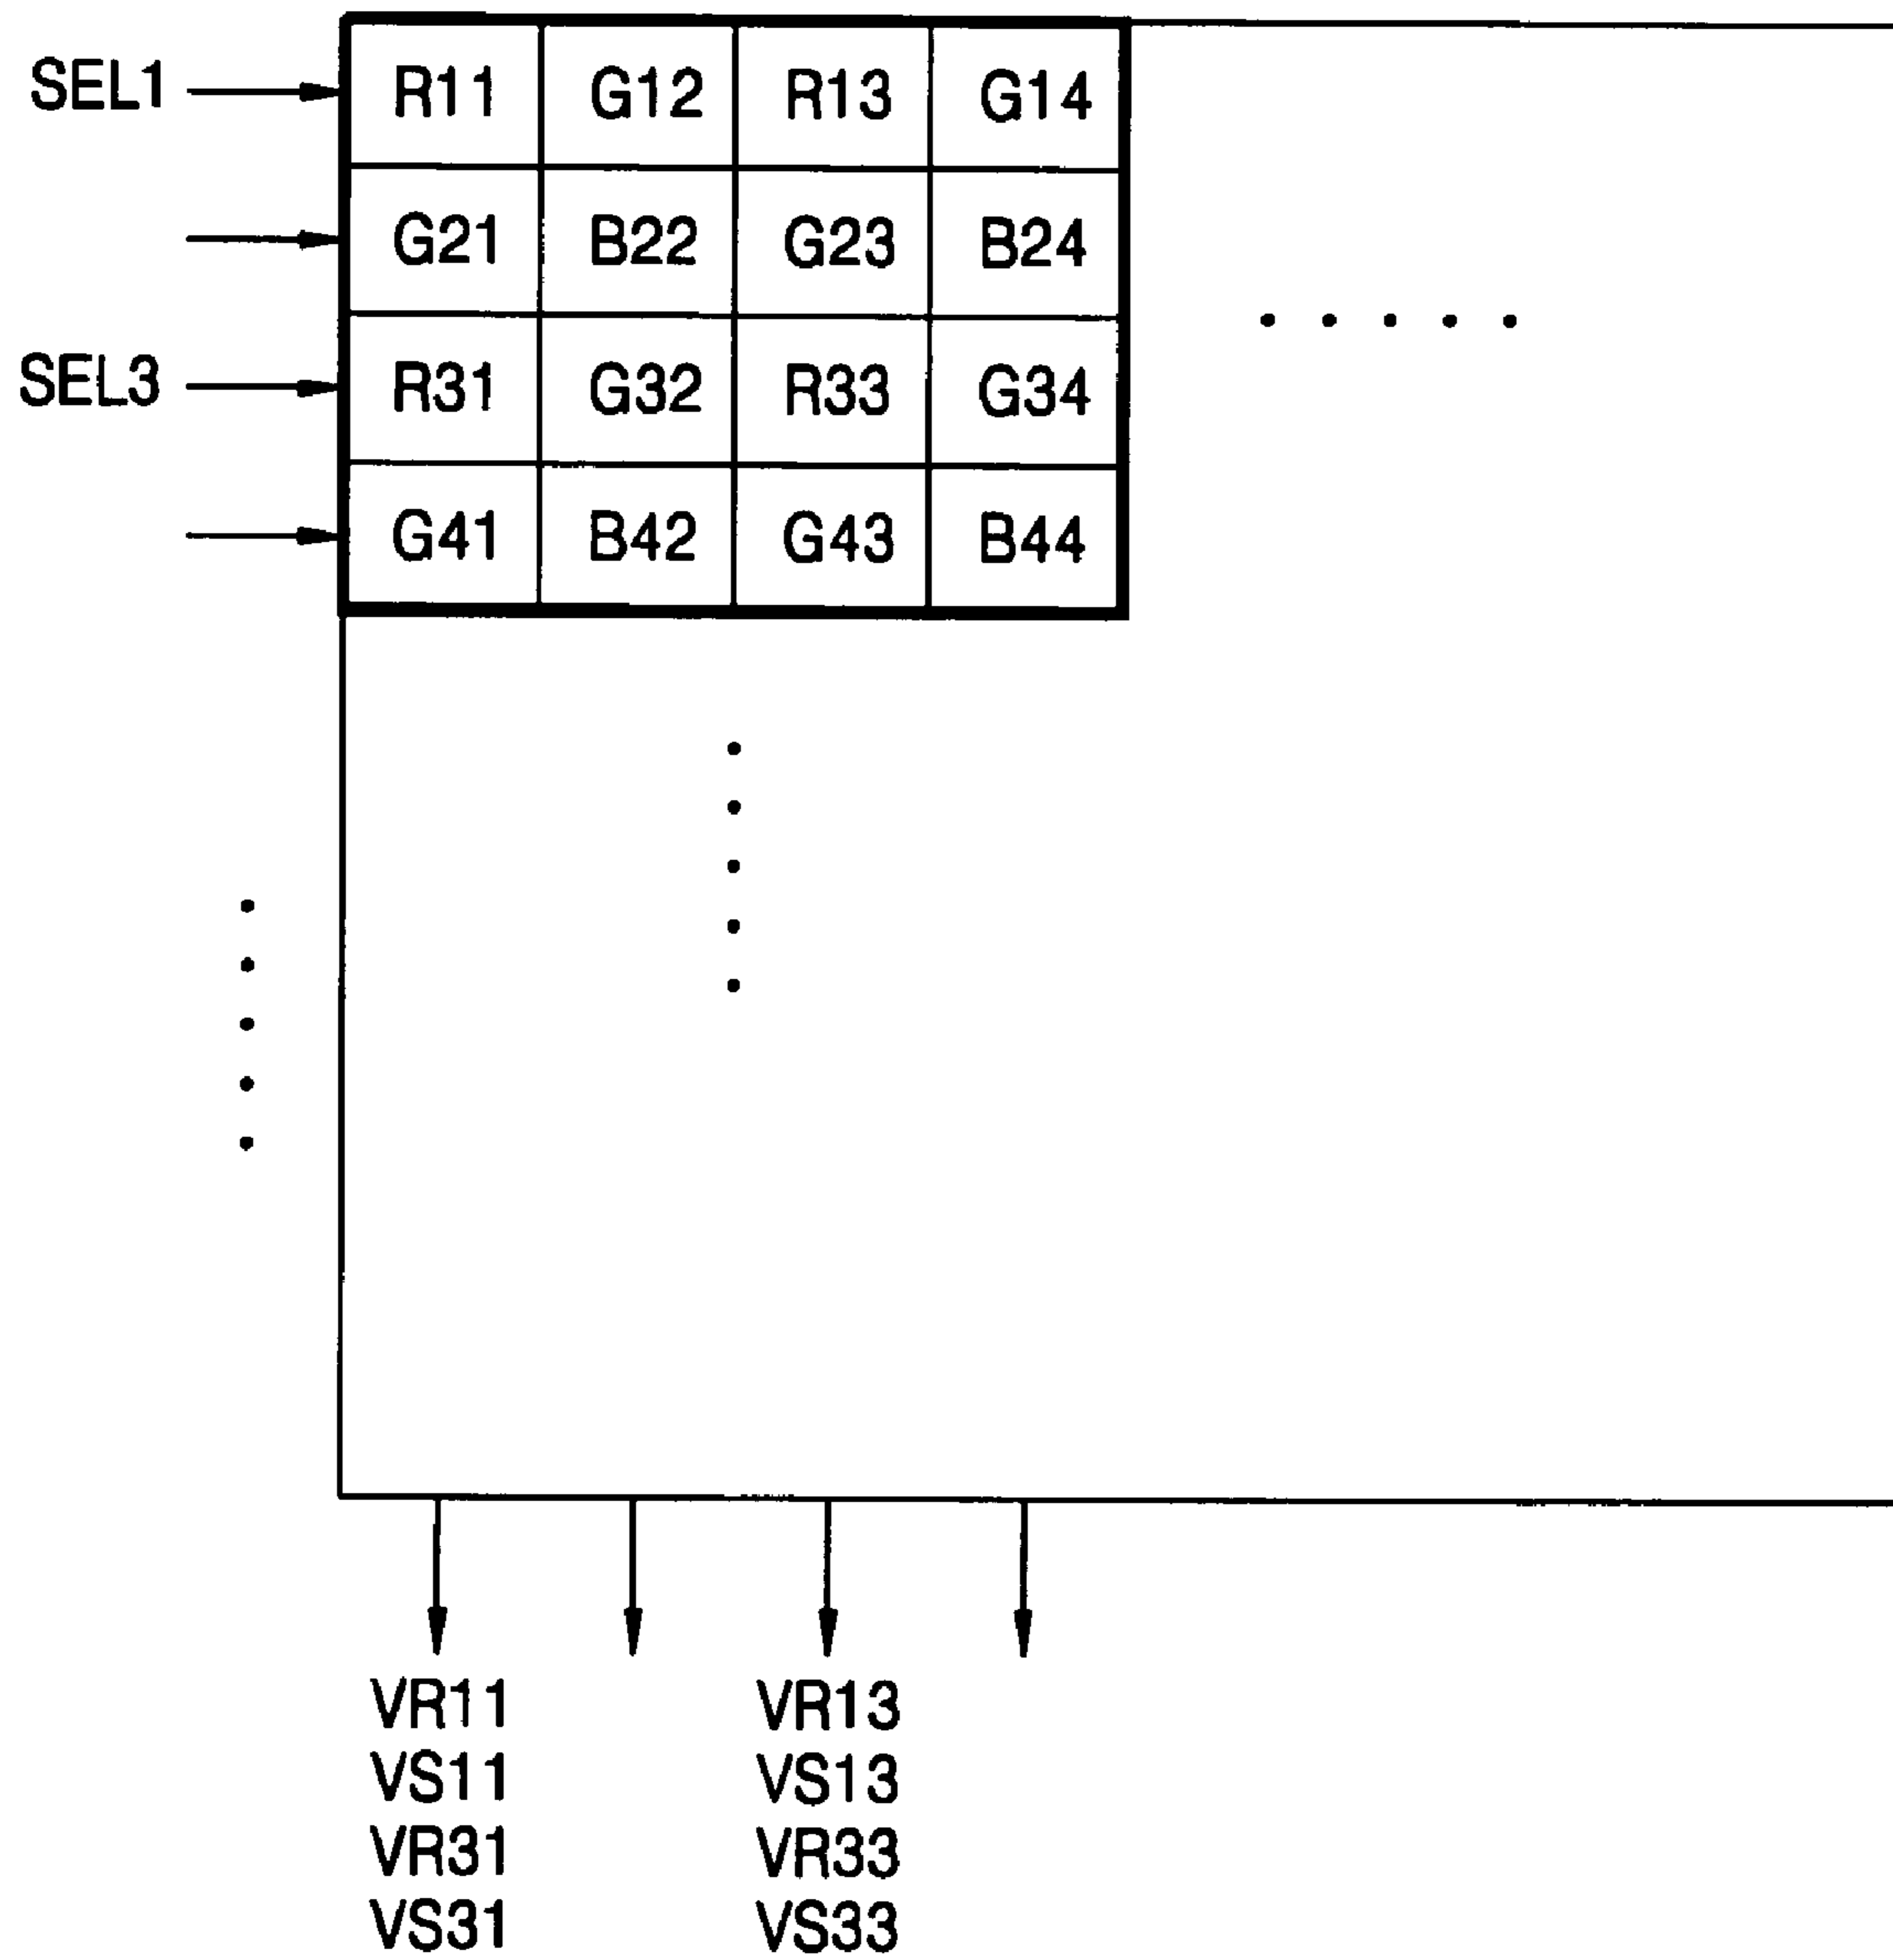 SEL1 R11 G12 R13 G14
G21 B22 G23 B24
SEL3 R31 G32 R33 G34
G41 B42 G43 B44
VR11 VR13
VS11 VS13
VR31 VR33
VS31 VS33